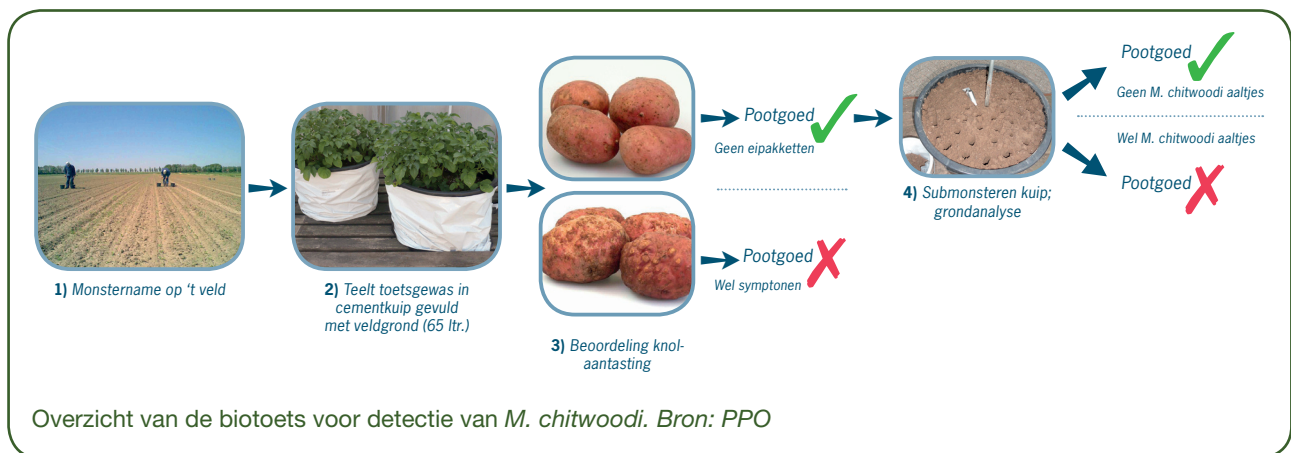 1) Monstername op 't veld
2) Teelt toetsgewas in
cementkuip gevuld
met veldgrond (65 ltr.)
3) Beoordeling knol-
aantasting
Pootgoed
Geen eipakketten
Pootgoed
Wel symptonen
4) Submonsteren kuip;
grondanalyse
Pootgoed
Geen M. chitwoodi aaltjes
Wel M. chitwoodi aaltjes
Pootgoed
Overzicht van de biotoets voor detectie van M. chitwoodi. Bron: PPO